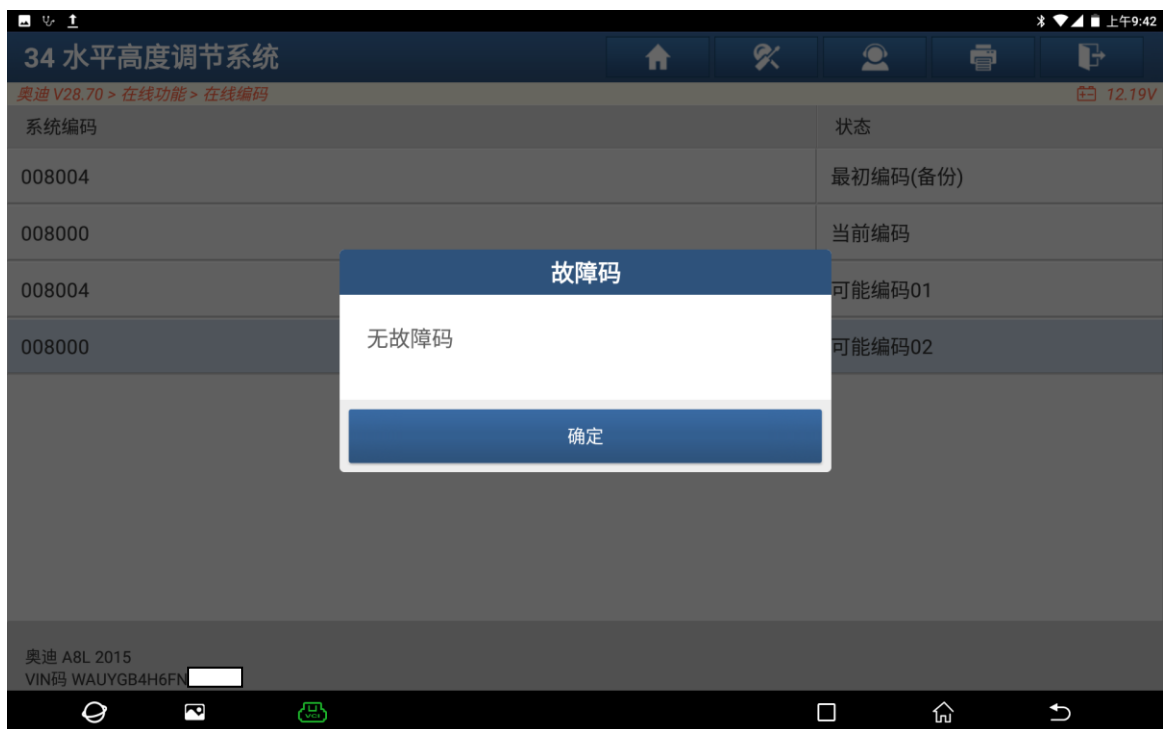 上午9:42
34 水平高度调节系统
奥迪 V28.70 > 在线功能 > 在线编码
12.19V
系统编码 状态
008004 最初编码(备份)
008000 当前编码
008004 可能编码01
008000 可能编码02
故障码
无故障码
确定
奥迪 A8L 2015
VIN码 WAUYGB4H6FN
VCI